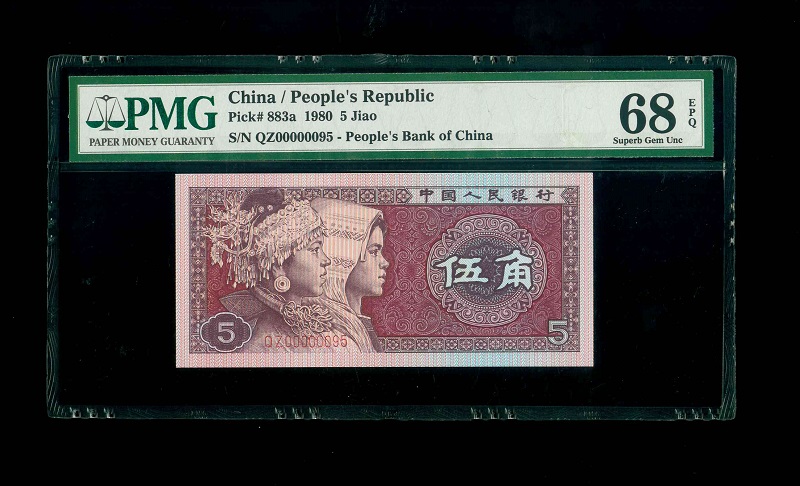 PMG
PAPER MONEY GUARANTY
China / People's Republic
Pick# 883a 1980 5 Jiao
S/N QZ00000095 - People's Bank of China
68
EPQ
Superb Gem Unc
中国人民银行
伍角
5
QZ00000095
5